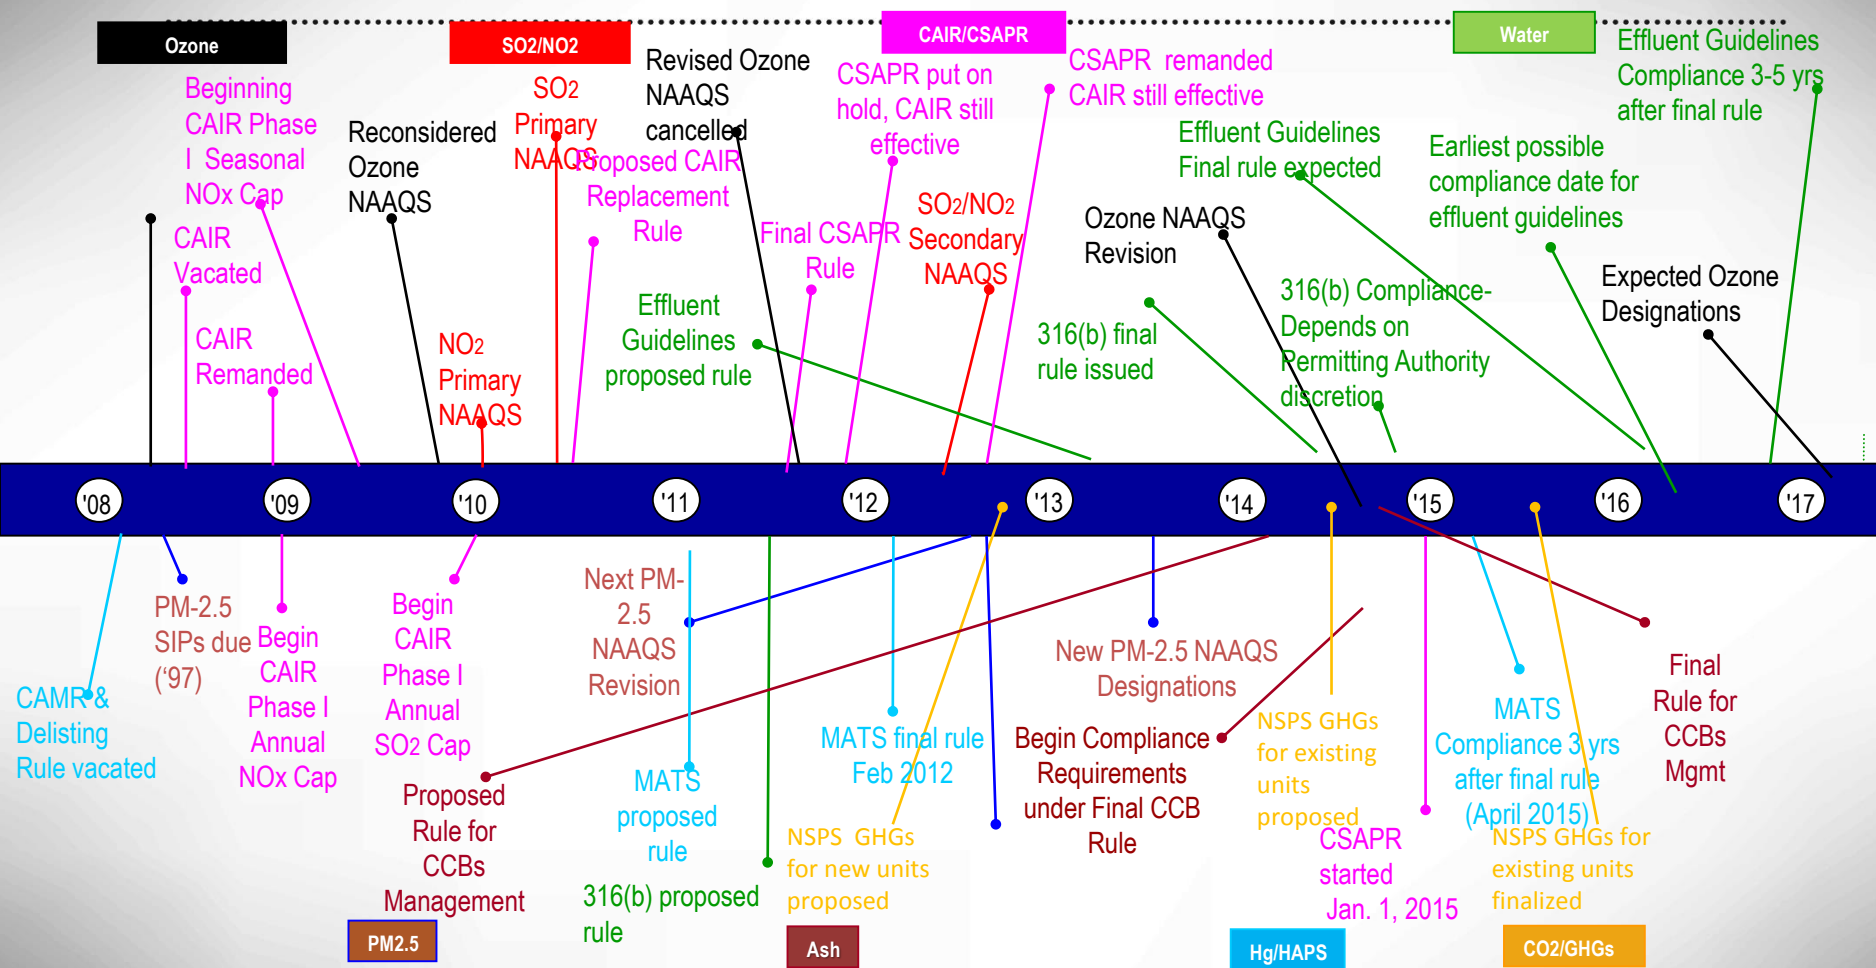 Ozone
SO2/NO2
CAIR/CSAPR
Water
Beginning
CAIR Phase
I Seasonal
NOx Cap
CAIR
Vacated
CAIR
Remanded
Reconsidered
Ozone
NAAQS
NO2
Primary
NAAQS
SO2
Primary
NAAQS
Proposed CAIR
Replacement
Rule
Revised Ozone
NAAQS
cancelled
Effluent
Guidelines
proposed rule
Final CSAPR
Rule
CSAPR put on
hold, CAIR still
effective
SO2/NO2
Secondary
NAAQS
CSAPR remanded
CAIR still effective
Ozone NAAQS
Revision
316(b) final
rule issued
Effluent Guidelines
Final rule expected
316(b) Compliance-
Depends on
Permitting Authority
discretion
Earliest possible
compliance date for
effluent guidelines
Effluent Guidelines
Compliance 3-5 yrs
after final rule
Expected Ozone
Designations
'08
'09
'10
'11
'12
'13
'14
'15
'16
'17
CAMR &
Delisting
Rule vacated
PM-2.5
SIPs due
(‘97)
Begin
CAIR
Phase I
Annual
NOx Cap
Begin
CAIR
Phase I
Annual
SO2 Cap
Proposed
Rule for
CCBs
Management
Next PM-
2.5
NAAQS
Revision
MATS
proposed
rule
316(b) proposed
rule
MATS final rule
Feb 2012
NSPS GHGs
for new units
proposed
New PM-2.5 NAAQS
Designations
Begin Compliance
Requirements
under Final CCB
Rule
NSPS GHGs
for existing
units
proposed
CSAPR
started
Jan. 1, 2015
MATS
Compliance 3 yrs
after final rule
(April 2015)
NSPS GHGs for
existing units
finalized
Final
Rule for
CCBs
Mgmt
PM2.5
Ash
Hg/HAPS
CO2/GHGs